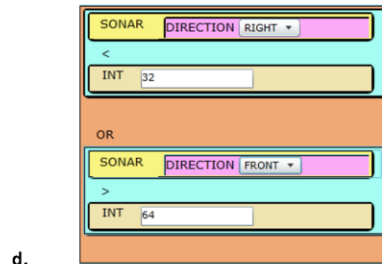 SONAR DIRECTION RIGHT
<
INT 32
OR
SONAR DIRECTION FRONT
>
INT 64
d.